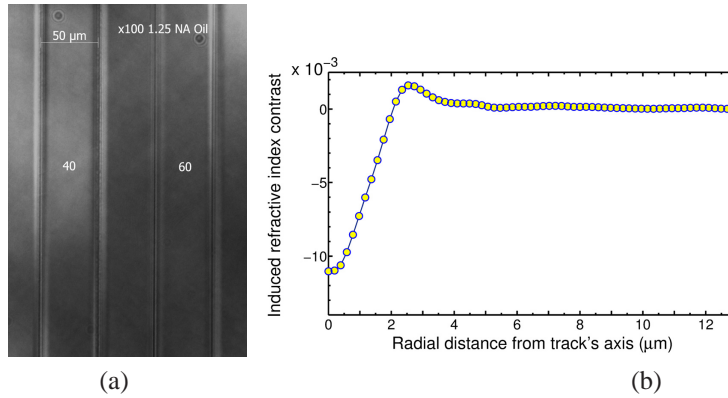 50 µm
x100 1.25 NA Oil
40
60
(a)
x 10⁻³
0
−5
−10
Induced refractive index contrast
0 2 4 6 8 10 12
Radial distance from track's axis (µm)
(b)